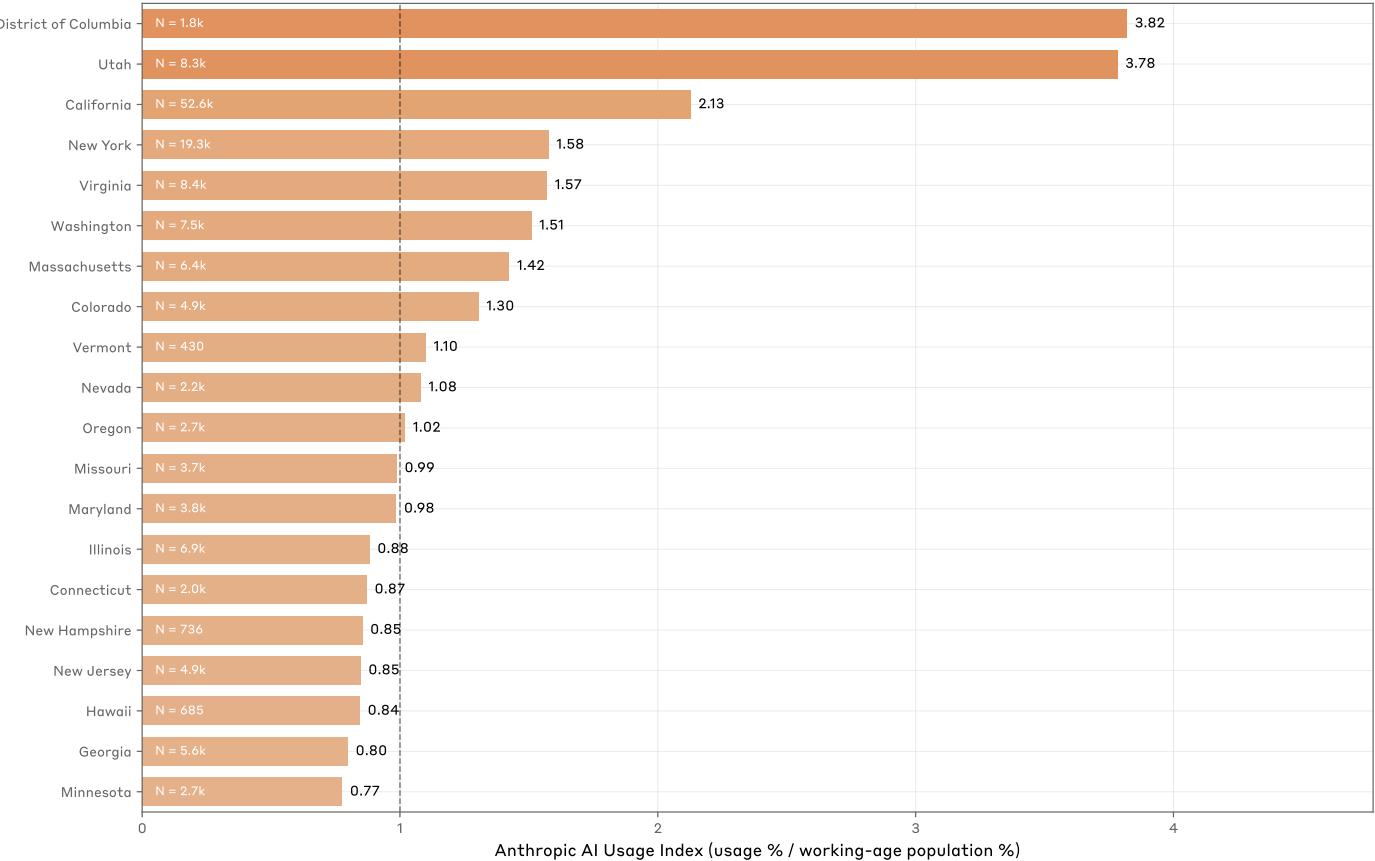 District of Columbia N = 1.8k 3.82
Utah N = 8.3k 3.78
California N = 52.6k 2.13
New York N = 19.3k 1.58
Virginia N = 8.4k 1.57
Washington N = 7.5k 1.51
Massachusetts N = 6.4k 1.42
Colorado N = 4.9k 1.30
Vermont N = 430 1.10
Nevada N = 2.2k 1.08
Oregon N = 2.7k 1.02
Missouri N = 3.7k 0.99
Maryland N = 3.8k 0.98
Illinois N = 6.9k 0.88
Connecticut N = 2.0k 0.87
New Hampshire N = 736 0.85
New Jersey N = 4.9k 0.85
Hawaii N = 685 0.84
Georgia N = 5.6k 0.80
Minnesota N = 2.7k 0.77
0 1 2 3 4
Anthropic AI Usage Index (usage % / working-age population %)